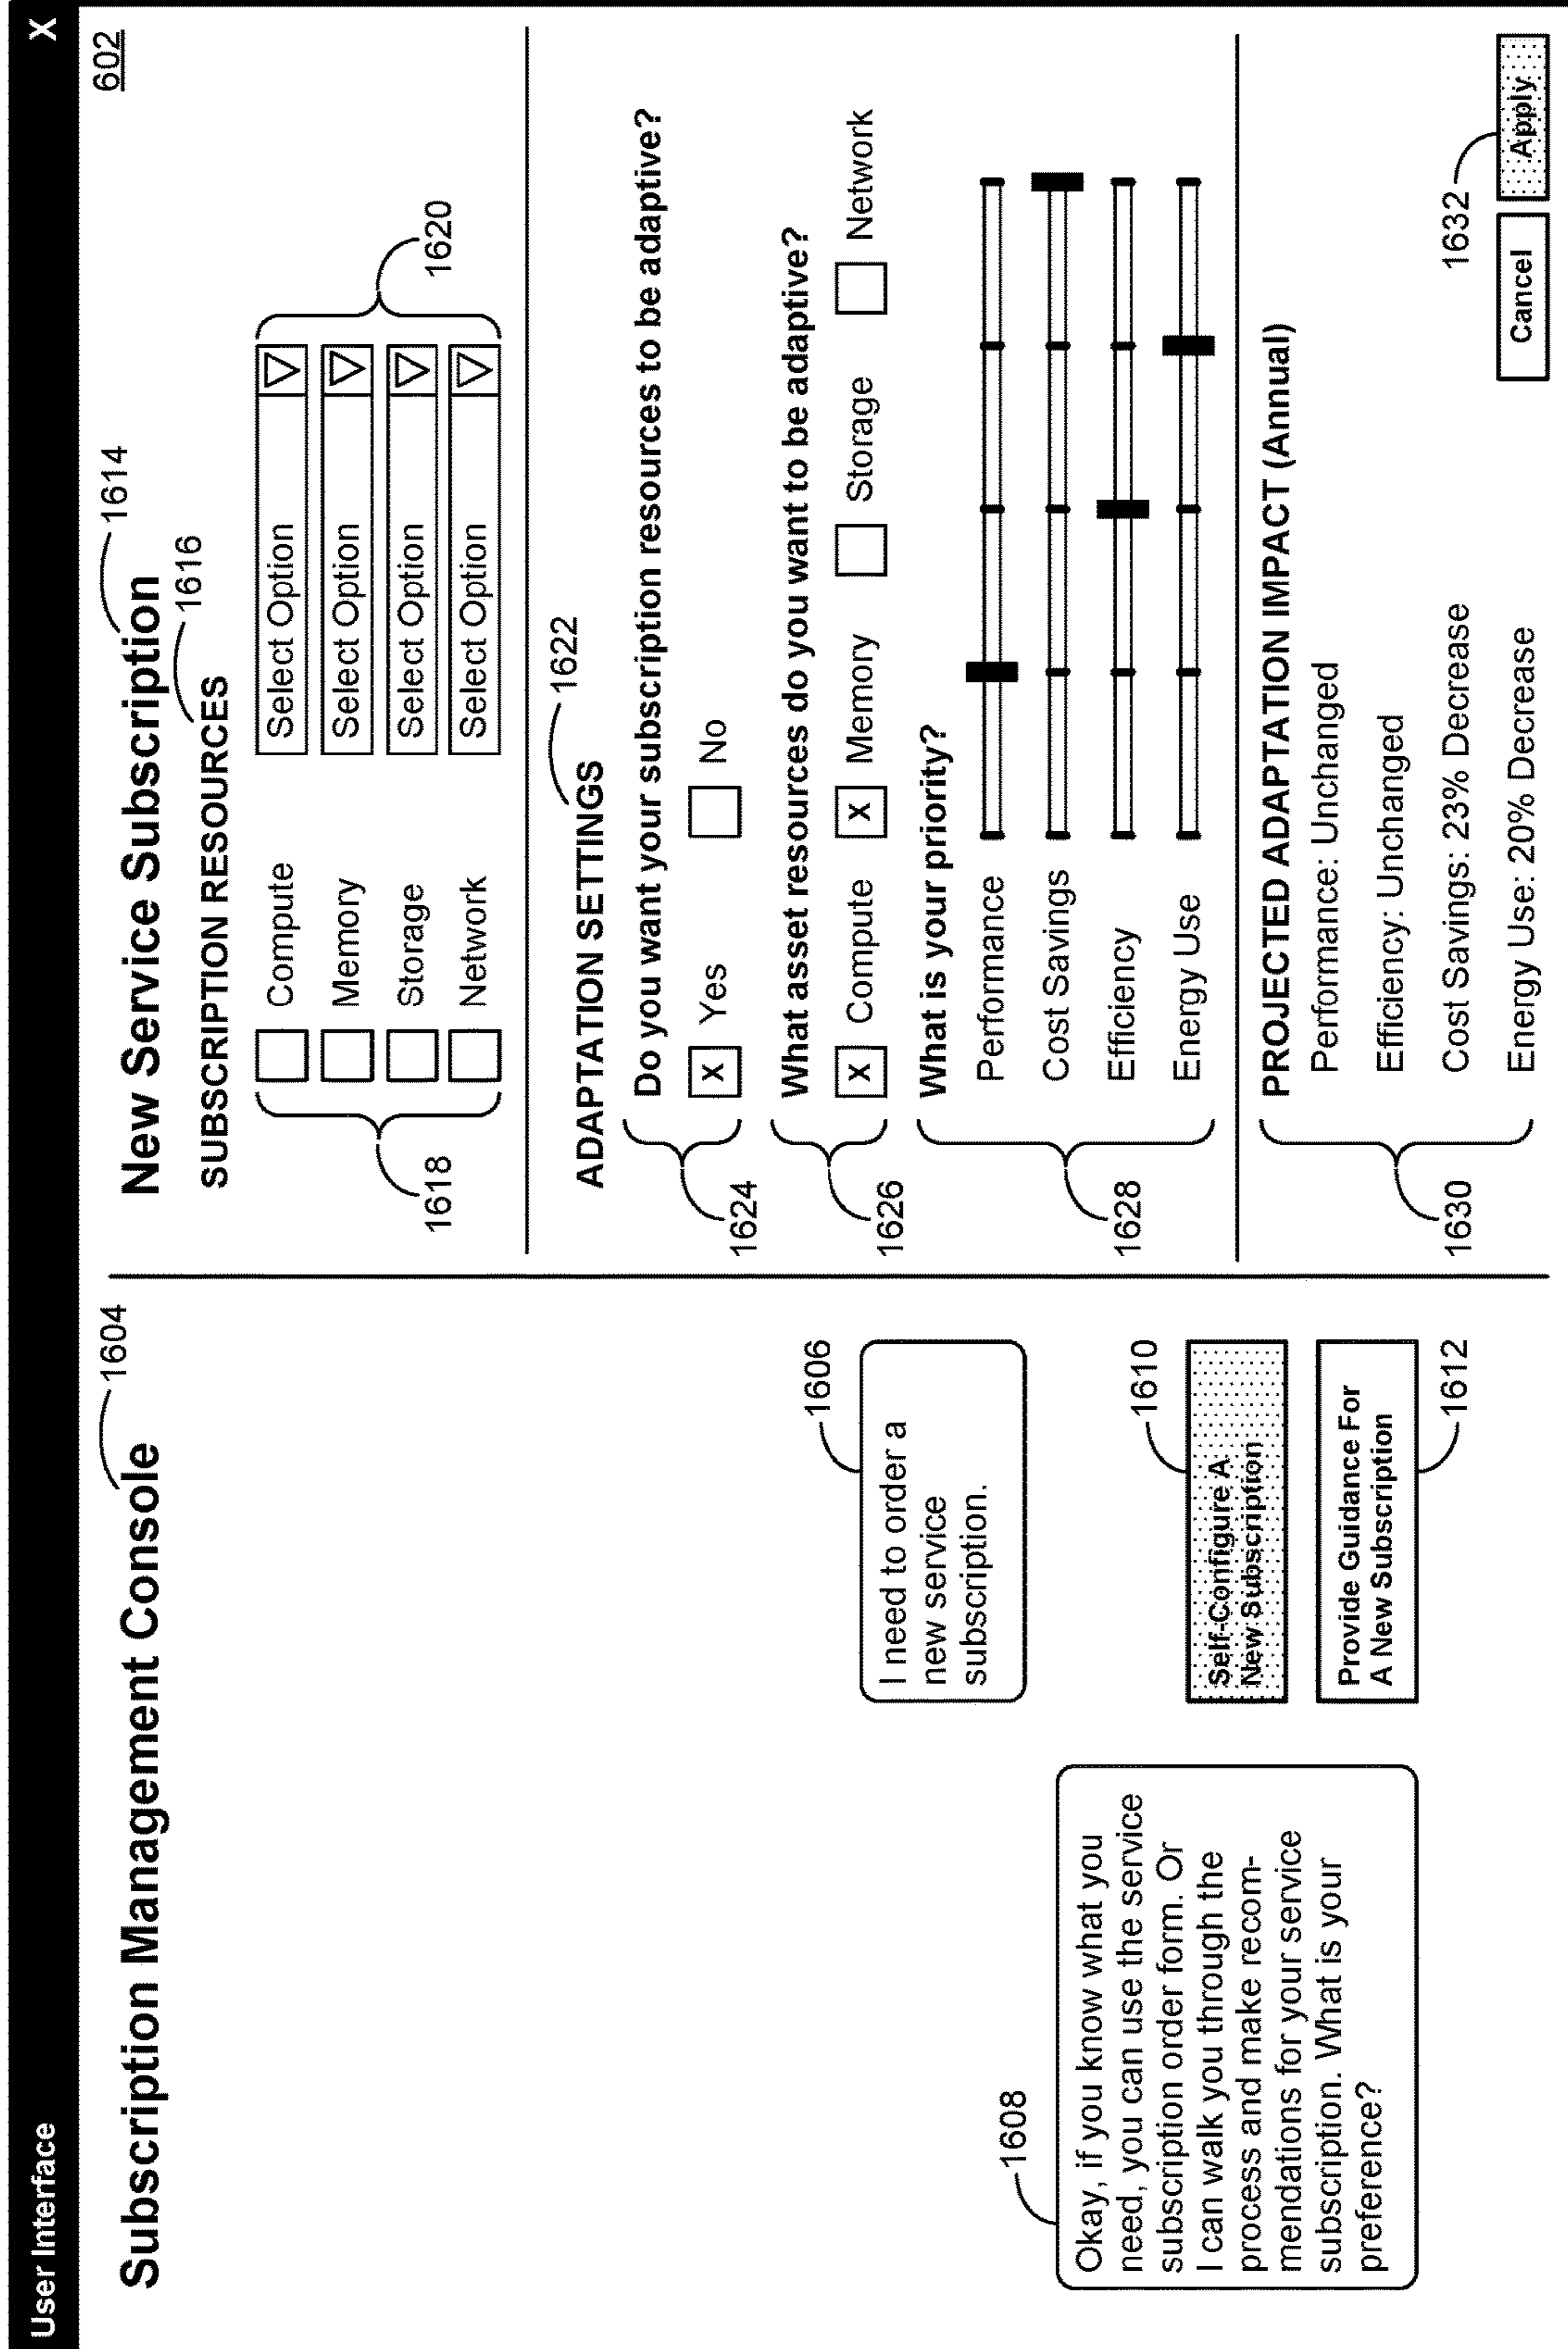 User Interface
X
602
Subscription Management Console
1604
I need to order a
new service
subscription.
1606
1608
Okay, if you know what you
need, you can use the service
subscription order form. Or
I can walk you through the
process and make recom-
mendations for your service
subscription. What is your
preference?
Self-Configure A
New Subscription
1610
Provide Guidance For
A New Subscription
1612
New Service Subscription
1614
SUBSCRIPTION RESOURCES
1616
1618
Compute Select Option
Memory Select Option
Storage Select Option
Network Select Option
1620
ADAPTATION SETTINGS
1622
Do you want your subscription resources to be adaptive?
X Yes No
1624
What asset resources do you want to be adaptive?
X Compute X Memory Storage Network
1626
What is your priority?
Performance
Cost Savings
Efficiency
Energy Use
1628
PROJECTED ADAPTATION IMPACT (Annual)
Performance: Unchanged
Efficiency: Unchanged
Cost Savings: 23% Decrease
Energy Use: 20% Decrease
1630
1632
Cancel Apply